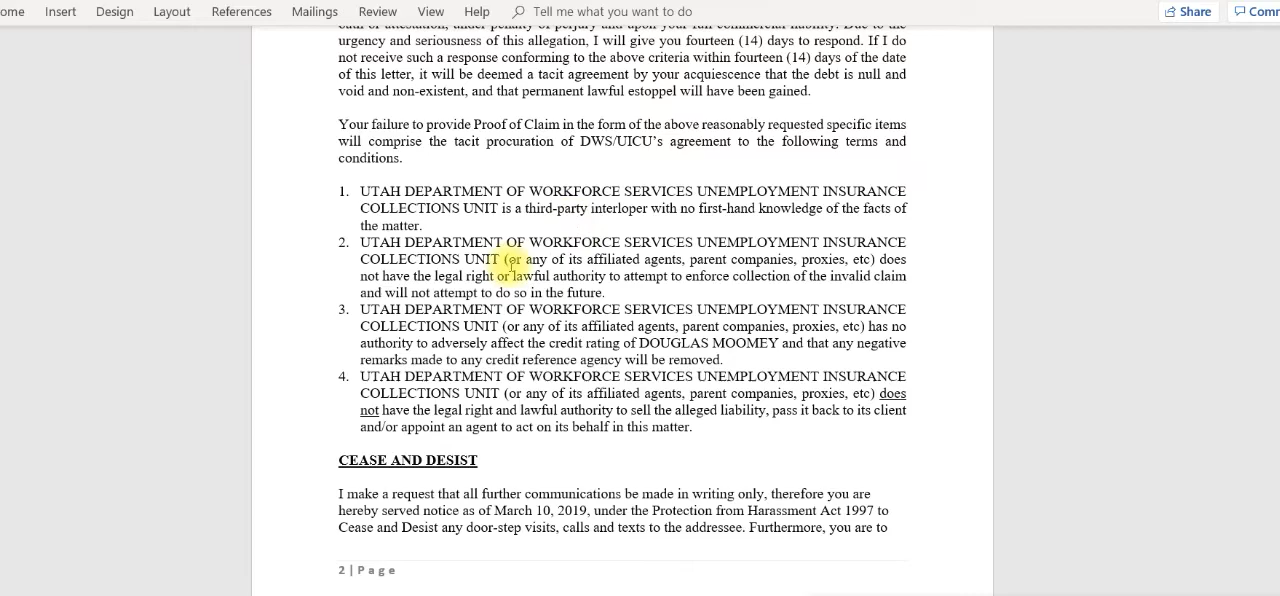 ome Insert Design Layout References Mailings Review View Help Tell me what you want to do Share Comm
oath or attestation, under penalty of perjury and upon your full commercial liability. Due to the
urgency and seriousness of this allegation, I will give you fourteen (14) days to respond. If I do
not receive such a response conforming to the above criteria within fourteen (14) days of the date
of this letter, it will be deemed a tacit agreement by your acquiescence that the debt is null and
void and non-existent, and that permanent lawful estoppel will have been gained.
Your failure to provide Proof of Claim in the form of the above reasonably requested specific items
will comprise the tacit procuration of DWS/UICU's agreement to the following terms and
conditions.
1. UTAH DEPARTMENT OF WORKFORCE SERVICES UNEMPLOYMENT INSURANCE
COLLECTIONS UNIT is a third-party interloper with no first-hand knowledge of the facts of
the matter.
2. UTAH DEPARTMENT OF WORKFORCE SERVICES UNEMPLOYMENT INSURANCE
COLLECTIONS UNIT (or any of its affiliated agents, parent companies, proxies, etc) does
not have the legal right or lawful authority to attempt to enforce collection of the invalid claim
and will not attempt to do so in the future.
3. UTAH DEPARTMENT OF WORKFORCE SERVICES UNEMPLOYMENT INSURANCE
COLLECTIONS UNIT (or any of its affiliated agents, parent companies, proxies, etc) has no
authority to adversely affect the credit rating of DOUGLAS MOOMEY and that any negative
remarks made to any credit reference agency will be removed.
4. UTAH DEPARTMENT OF WORKFORCE SERVICES UNEMPLOYMENT INSURANCE
COLLECTIONS UNIT (or any of its affiliated agents, parent companies, proxies, etc) does
not have the legal right and lawful authority to sell the alleged liability, pass it back to its client
and/or appoint an agent to act on its behalf in this matter.
CEASE AND DESIST
I make a request that all further communications be made in writing only, therefore you are
hereby served notice as of March 10, 2019, under the Protection from Harassment Act 1997 to
Cease and Desist any door-step visits, calls and texts to the addressee. Furthermore, you are to
2 | Page